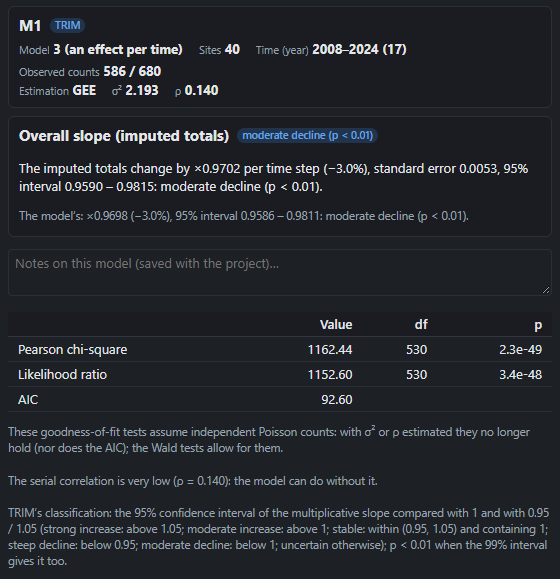 M1 TRIM
Model 3 (an effect per time) Sites 40 Time (year) 2008–2024 (17)
Observed counts 586 / 680
Estimation GEE σ² 2.193 ρ 0.140
Overall slope (imputed totals) moderate decline (p < 0.01)
The imputed totals change by ×0.9702 per time step (−3.0%), standard error 0.0053, 95%
interval 0.9590 – 0.9815: moderate decline (p < 0.01).
The model's: ×0.9698 (−3.0%), 95% interval 0.9586 – 0.9811: moderate decline (p < 0.01).
Notes on this model (saved with the project)...
Value df p
Pearson chi-square 1162.44 530 2.3e-49
Likelihood ratio 1152.60 530 3.4e-48
AIC 92.60
These goodness-of-fit tests assume independent Poisson counts: with σ² or ρ estimated they no longer
hold (nor does the AIC); the Wald tests allow for them.
The serial correlation is very low (ρ = 0.140): the model can do without it.
TRIM's classification: the 95% confidence interval of the multiplicative slope compared with 1 and with 0.95
/ 1.05 (strong increase: above 1.05; moderate increase: above 1; stable: within (0.95, 1.05) and containing 1;
steep decline: below 0.95; moderate decline: below 1; uncertain otherwise); p < 0.01 when the 99% interval
gives it too.